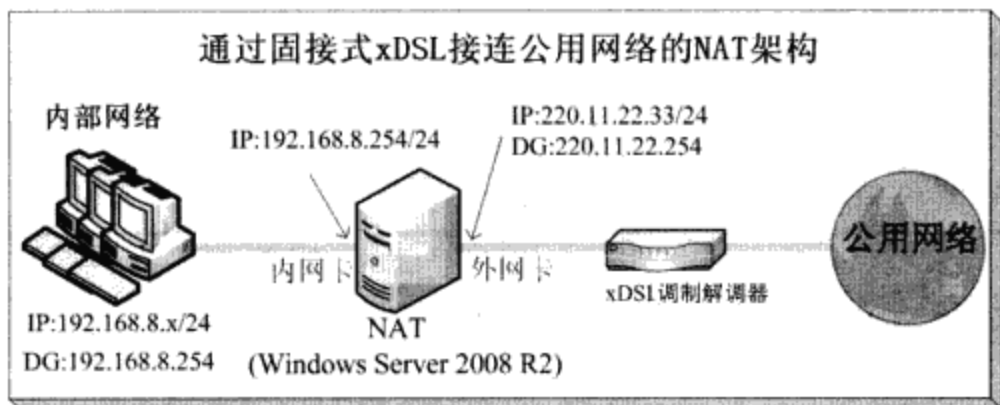 通过固接式xDSL接连公用网络的NAT架构
内部网络
IP:192.168.8.254/24
IP:220.11.22.33/24
DG:220.11.22.254
公用网络
内网卡
外网卡
xDSL调制解调器
IP:192.168.8.x/24
DG:192.168.8.254
NAT
(Windows Server 2008 R2)